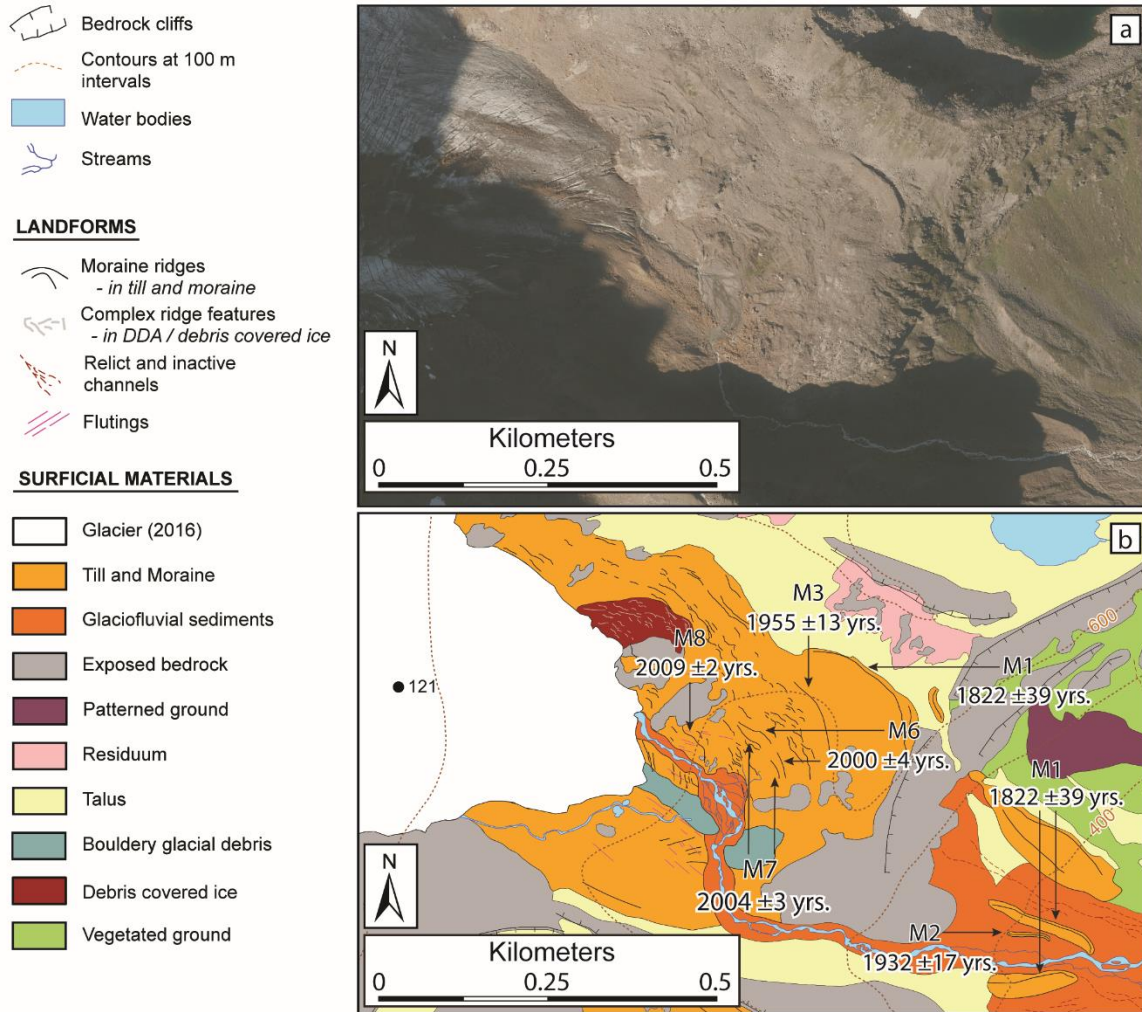 Bedrock cliffs
Contours at 100 m
intervals
Water bodies
Streams
LANDFORMS
Moraine ridges
- in till and moraine
Complex ridge features
- in DDA / debris covered ice
Relict and inactive
channels
Flutings
SURFICIAL MATERIALS
Glacier (2016)
Till and Moraine
Glaciofluvial sediments
Exposed bedrock
Patterned ground
Residuum
Talus
Bouldery glacial debris
Debris covered ice
Vegetated ground
a
N
Kilometers
0 0.25 0.5
b
M3
1955 ±13 yrs.
M8
2009 ±2 yrs.
M1
1822 ±39 yrs.
600
121
M6
2000 ±4 yrs.
M1
1822 ±39 yrs.
400
M7
2004 ±3 yrs.
M2
1932 ±17 yrs.
N
Kilometers
0 0.25 0.5